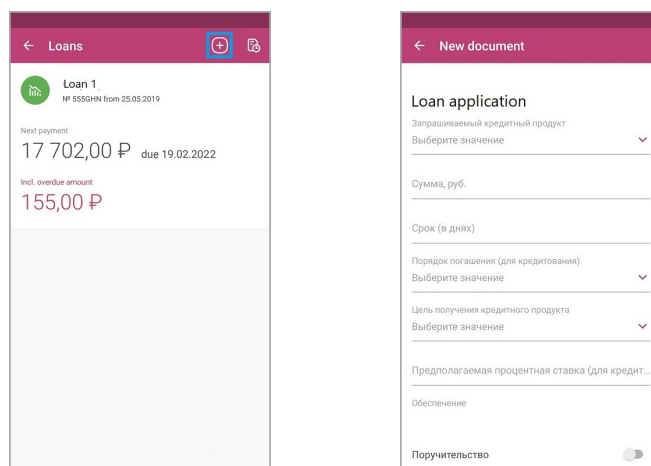 Loans
Loan 1
Nº 555GHN from 25.05.2019
Next payment
17 702,00 ₽ due 19.02.2022
Incl. overdue amount
155,00 ₽
New document
Loan application
Запрашиваемый кредитный продукт
Выберите значение
Сумма, руб.
Срок (в днях)
Порядок погашения (для кредитования)
Выберите значение
Цель получения кредитного продукта
Выберите значение
Предполагаемая процентная ставка (для кредит...
Обеспечение
Поручительство